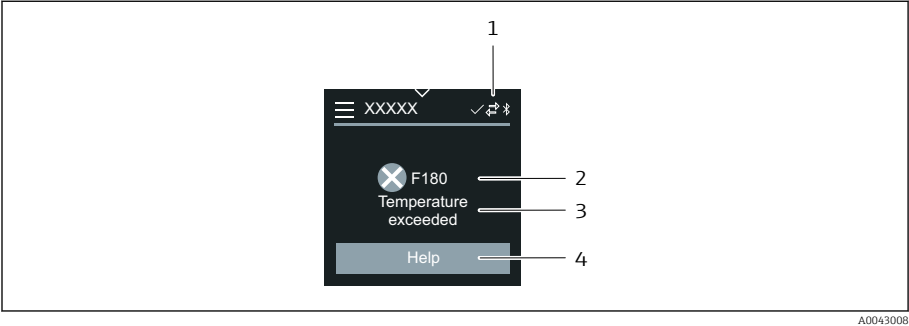 1
XXXXX
F180
2
Temperature
exceeded
3
Help
4
A0043008